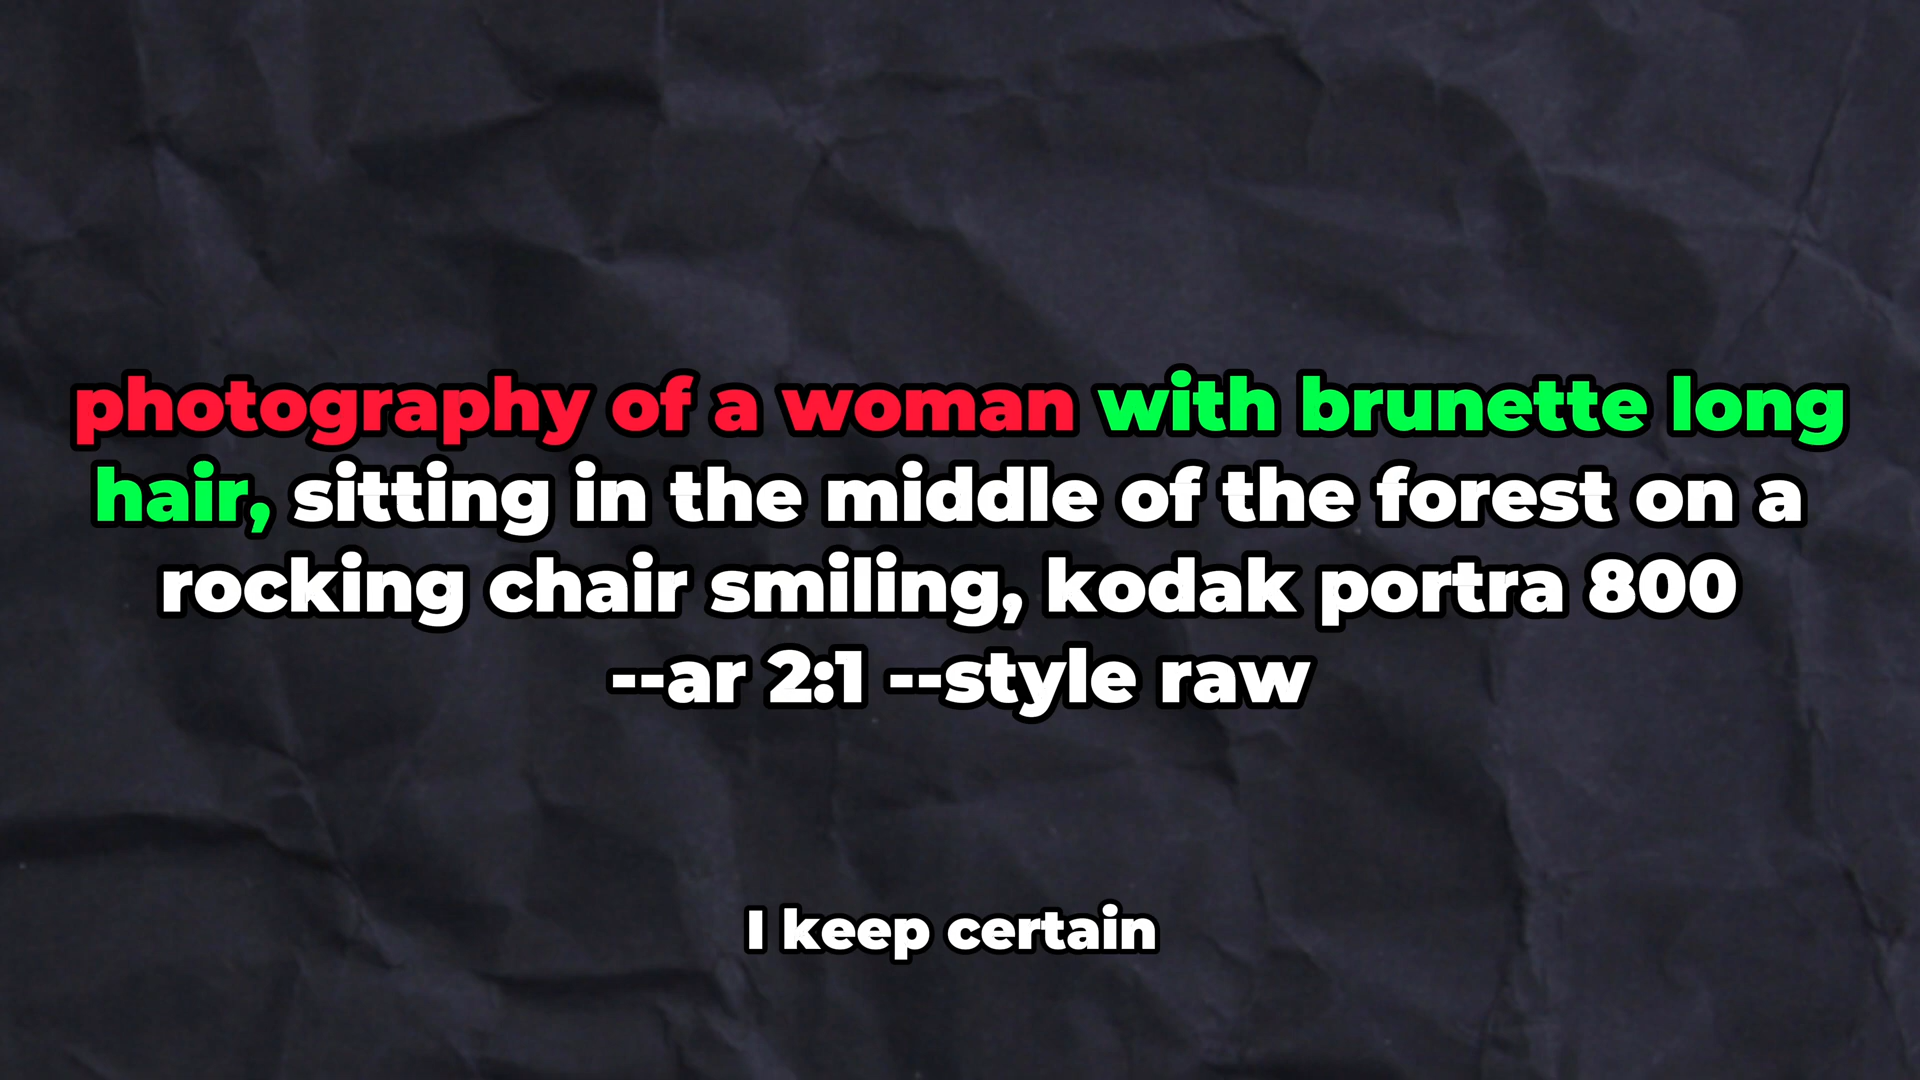 photography of a woman with brunette long
hair, sitting in the middle of the forest on a
rocking chair smiling, kodak portra 800
--ar 2:1 --style raw
I keep certain